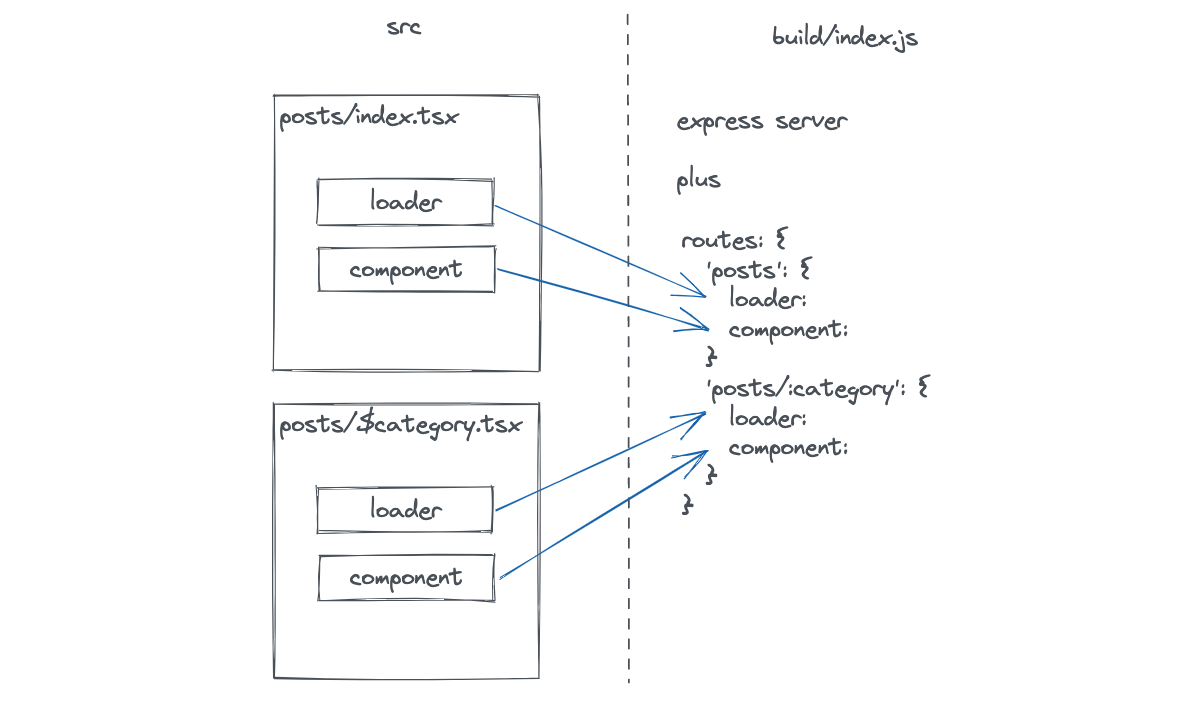 src
posts/index.tsx
loader
component
posts/$category.tsx
loader
component
build/index.js
express server
plus
routes: {
'posts': {
loader:
component:
}
'posts/:category': {
loader:
component:
}
}